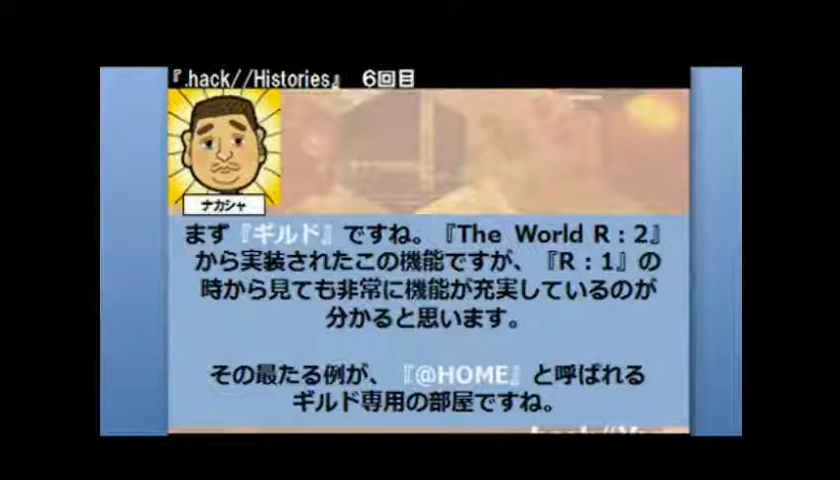 『.hack//Histories』 6回目
ナカシャ
まず『ギルド』ですね。『The World R：2』
から実装されたこの機能ですが、『R：1』の
時から見ても非常に機能が充実しているのが
分かると思います。
その最たる例が、『@HOME』と呼ばれる
ギルド専用の部屋ですね。